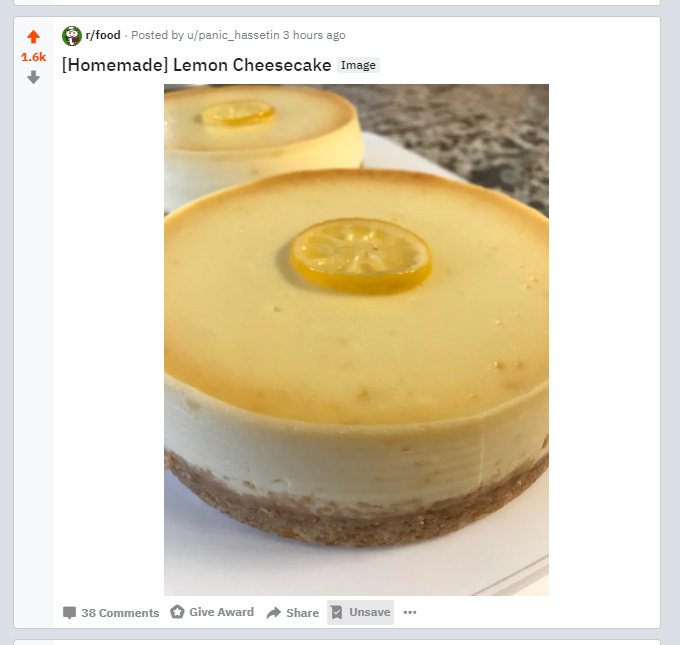 r/food · Posted by u/panic_hassetin 3 hours ago
1.6k
[Homemade] Lemon Cheesecake Image
38 Comments Give Award Share Unsave ...